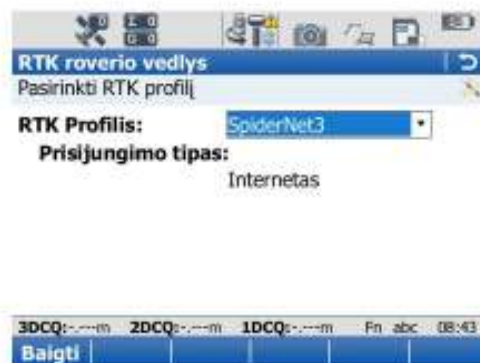 RTK roverio vedlys
Pasirinkti RTK profilį
RTK Profilis: SpiderNet3
Prisijungimo tipas:
Internetas
3DCQ:-.---m 2DCQ:-.---m 1DCQ:-.---m Fn abc 08:43
Baigti